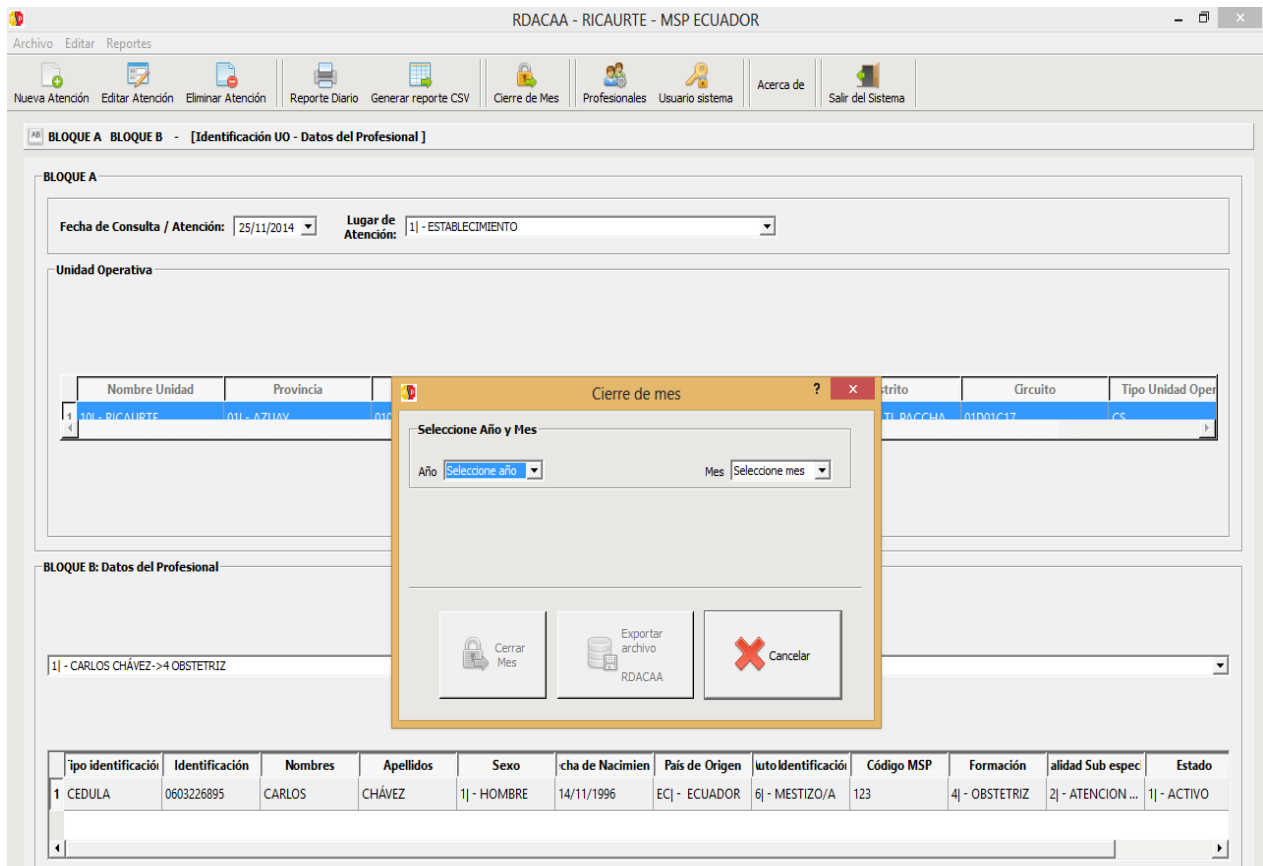 RDACAA - RICAURTE - MSP ECUADOR
Archivo Editar Reportes
Nueva Atención Editar Atención Eliminar Atención Reporte Diario Generar reporte CSV Cierre de Mes Profesionales Usuario sistema Acerca de Salir del Sistema
BLOQUE A BLOQUE B - [Identificación UO - Datos del Profesional ]
BLOQUE A
Fecha de Consulta / Atención: 25/11/2014 Lugar de Atención: 1| - ESTABLECIMIENTO
Unidad Operativa
Nombre Unidad Provincia strito Circuito Tipo Unidad Oper
1 10| - RICAURTE 01| - AZUAY 010 TI PACCHA 01D01C17 CS
Cierre de mes ?
Seleccione Año y Mes
Año Seleccione año Mes Seleccione mes
Cerrar Mes
Exportar archivo RDACAA
Cancelar
BLOQUE B: Datos del Profesional
1| - CARLOS CHÁVEZ->4 OBSTETRIZ
ipo identificació Identificación Nombres Apellidos Sexo cha de Nacimien País de Origen utoIdentificació Código MSP Formación alidad Sub espec Estado
1 CEDULA 0603226895 CARLOS CHÁVEZ 1| - HOMBRE 14/11/1996 EC| - ECUADOR 6| - MESTIZO/A 123 4| - OBSTETRIZ 2| - ATENCION ... 1| - ACTIVO